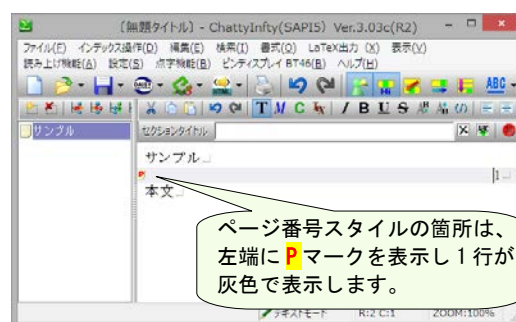 [無題タイトル] - ChattyInfty(SAPI5) Ver.3.03c(R2)
ファイル(F) インデックス操作(D) 編集(E) 検索(I) 書式(O) LaTeX出力(X) 表示(V)
読み上げ機能(A) 設定(S) 点字機能(B) ピンディスプレイ BT46(B) ヘルプ(H)
DAISY ABC
T M C / B U S
サンプル
セクションタイトル
サンプル
P 1
本文
ページ番号スタイルの箇所は、
左端に P マークを表示し1行が
灰色で表示します。
テキストモード R:2 C:1 ZOOM:100%